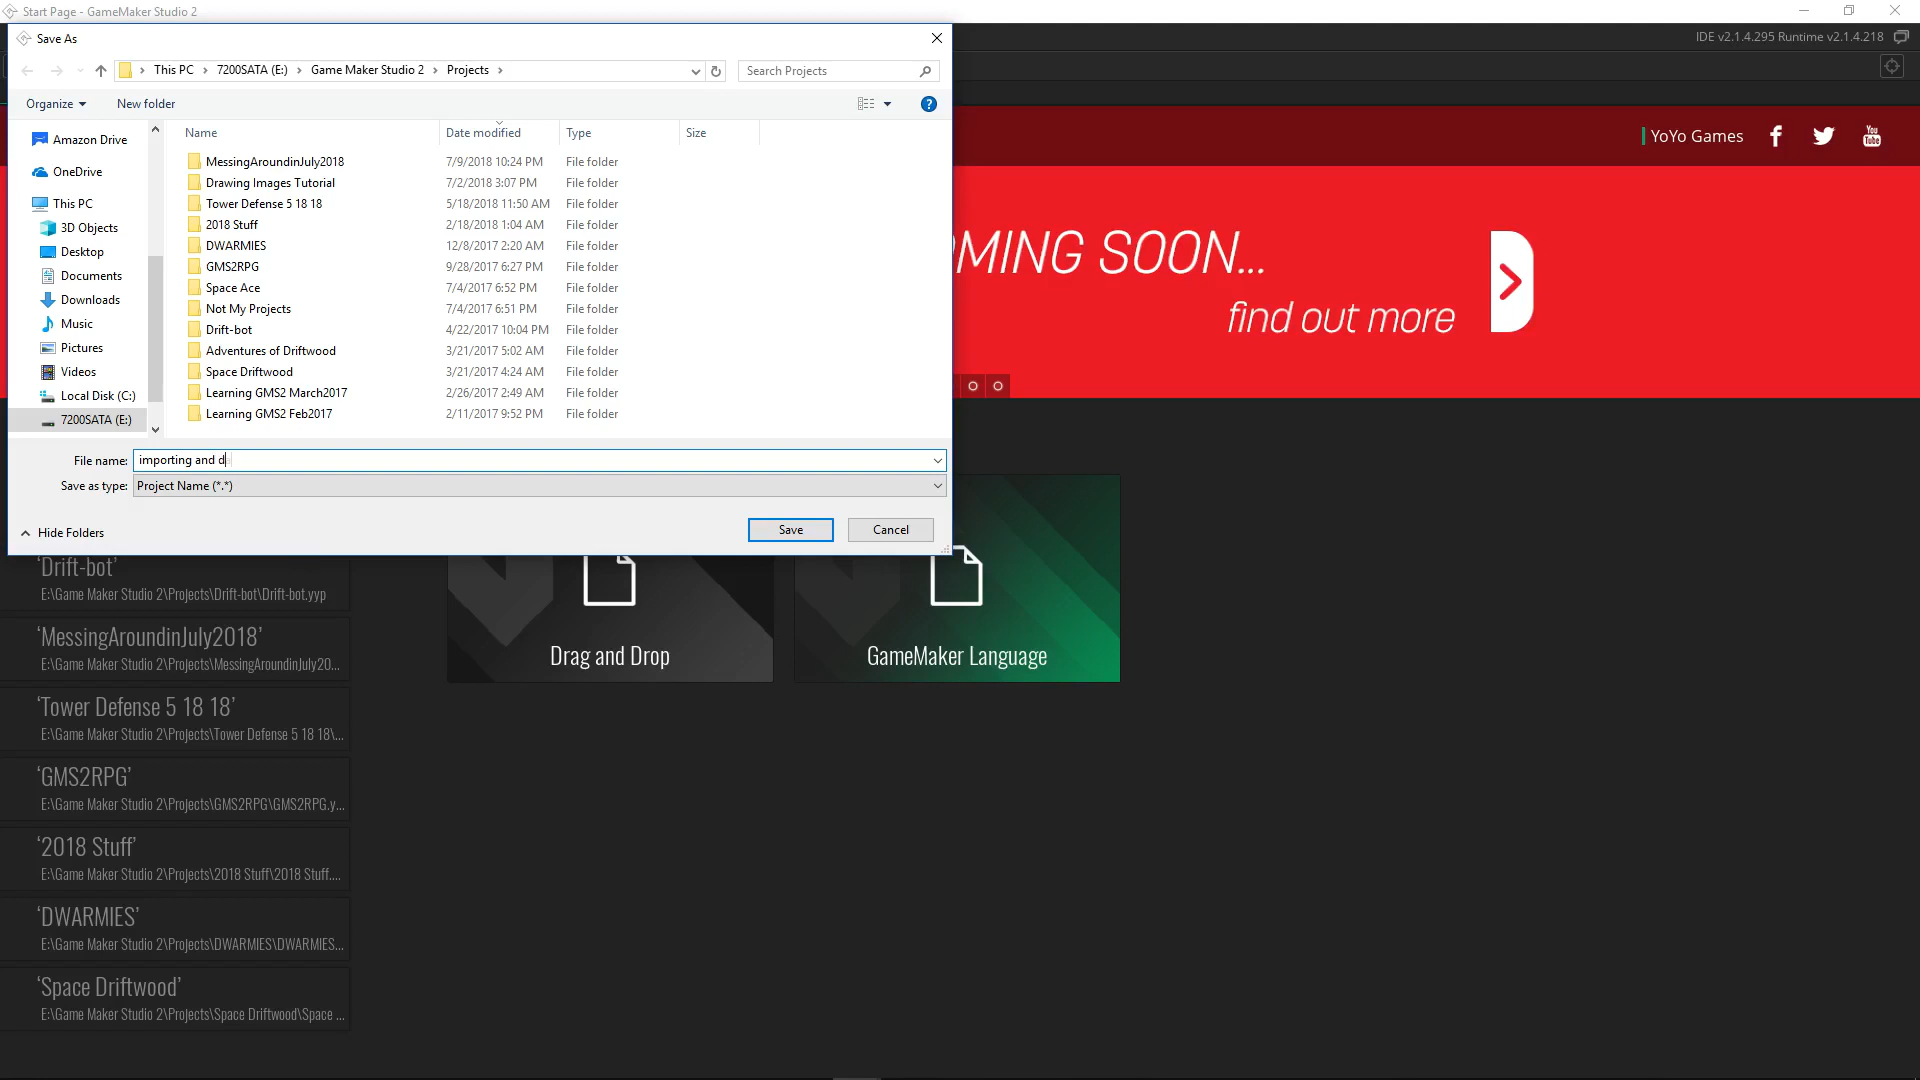 Start Page - GameMaker Studio 2
Save As
IDE v2.1.4.295 Runtime v2.1.4.218
This PC
7200SATA (E:)
Game Maker Studio 2
Projects
Search Projects
Organize
New folder
?
Name
Date modified
Type
Size
Amazon Drive
OneDrive
This PC
3D Objects
Desktop
Documents
Downloads
Music
Pictures
Videos
Local Disk (C:)
7200SATA (E:)
MessingAroundinJuly2018 7/9/2018 10:24 PM File folder
Drawing Images Tutorial 7/2/2018 3:07 PM File folder
Tower Defense 5 18 18 5/18/2018 11:50 AM File folder
2018 Stuff 2/18/2018 1:04 AM File folder
DWARMIES 12/8/2017 2:20 AM File folder
GMS2RPG 9/28/2017 6:27 PM File folder
Space Ace 7/4/2017 6:52 PM File folder
Not My Projects 7/4/2017 6:51 PM File folder
Drift-bot 4/22/2017 10:04 PM File folder
Adventures of Driftwood 3/21/2017 5:02 AM File folder
Space Driftwood 3/21/2017 4:24 AM File folder
Learning GMS2 March2017 2/26/2017 2:49 AM File folder
Learning GMS2 Feb2017 2/11/2017 9:52 PM File folder
File name: importing and d
Save as type: Project Name (*.*)
Hide Folders
Save
Cancel
YoYo Games
You Tube
MING SOON...
find out more
‘Drift-bot’
E:\Game Maker Studio 2\Projects\Drift-bot\Drift-bot.yyp
‘MessingAroundinJuly2018’
E:\Game Maker Studio 2\Projects\MessingAroundinJuly20...
‘Tower Defense 5 18 18’
E:\Game Maker Studio 2\Projects\Tower Defense 5 18 18\...
‘GMS2RPG’
E:\Game Maker Studio 2\Projects\GMS2RPG\GMS2RPG.y...
‘2018 Stuff’
E:\Game Maker Studio 2\Projects\2018 Stuff\2018 Stuff....
‘DWARMIES’
E:\Game Maker Studio 2\Projects\DWARMIES\DWARMIES...
‘Space Driftwood’
E:\Game Maker Studio 2\Projects\Space Driftwood\Space ...
Drag and Drop
GameMaker Language